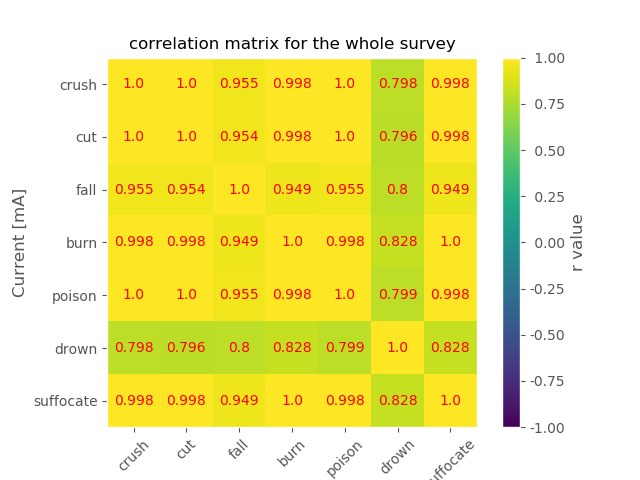 correlation matrix for the whole survey
crush 1.0 1.0 0.955 0.998 1.0 0.798 0.998
cut 1.0 1.0 0.954 0.998 1.0 0.796 0.998
fall 0.955 0.954 1.0 0.949 0.955 0.8 0.949
burn 0.998 0.998 0.949 1.0 0.998 0.828 1.0
poison 1.0 1.0 0.955 0.998 1.0 0.799 0.998
drown 0.798 0.796 0.8 0.828 0.799 1.0 0.828
suffocate 0.998 0.998 0.949 1.0 0.998 0.828 1.0
crush cut fall burn poison drown uffocate
Current [mA]
1.00
0.75
0.50
0.25
0.00
-0.25
-0.50
-0.75
-1.00
r value